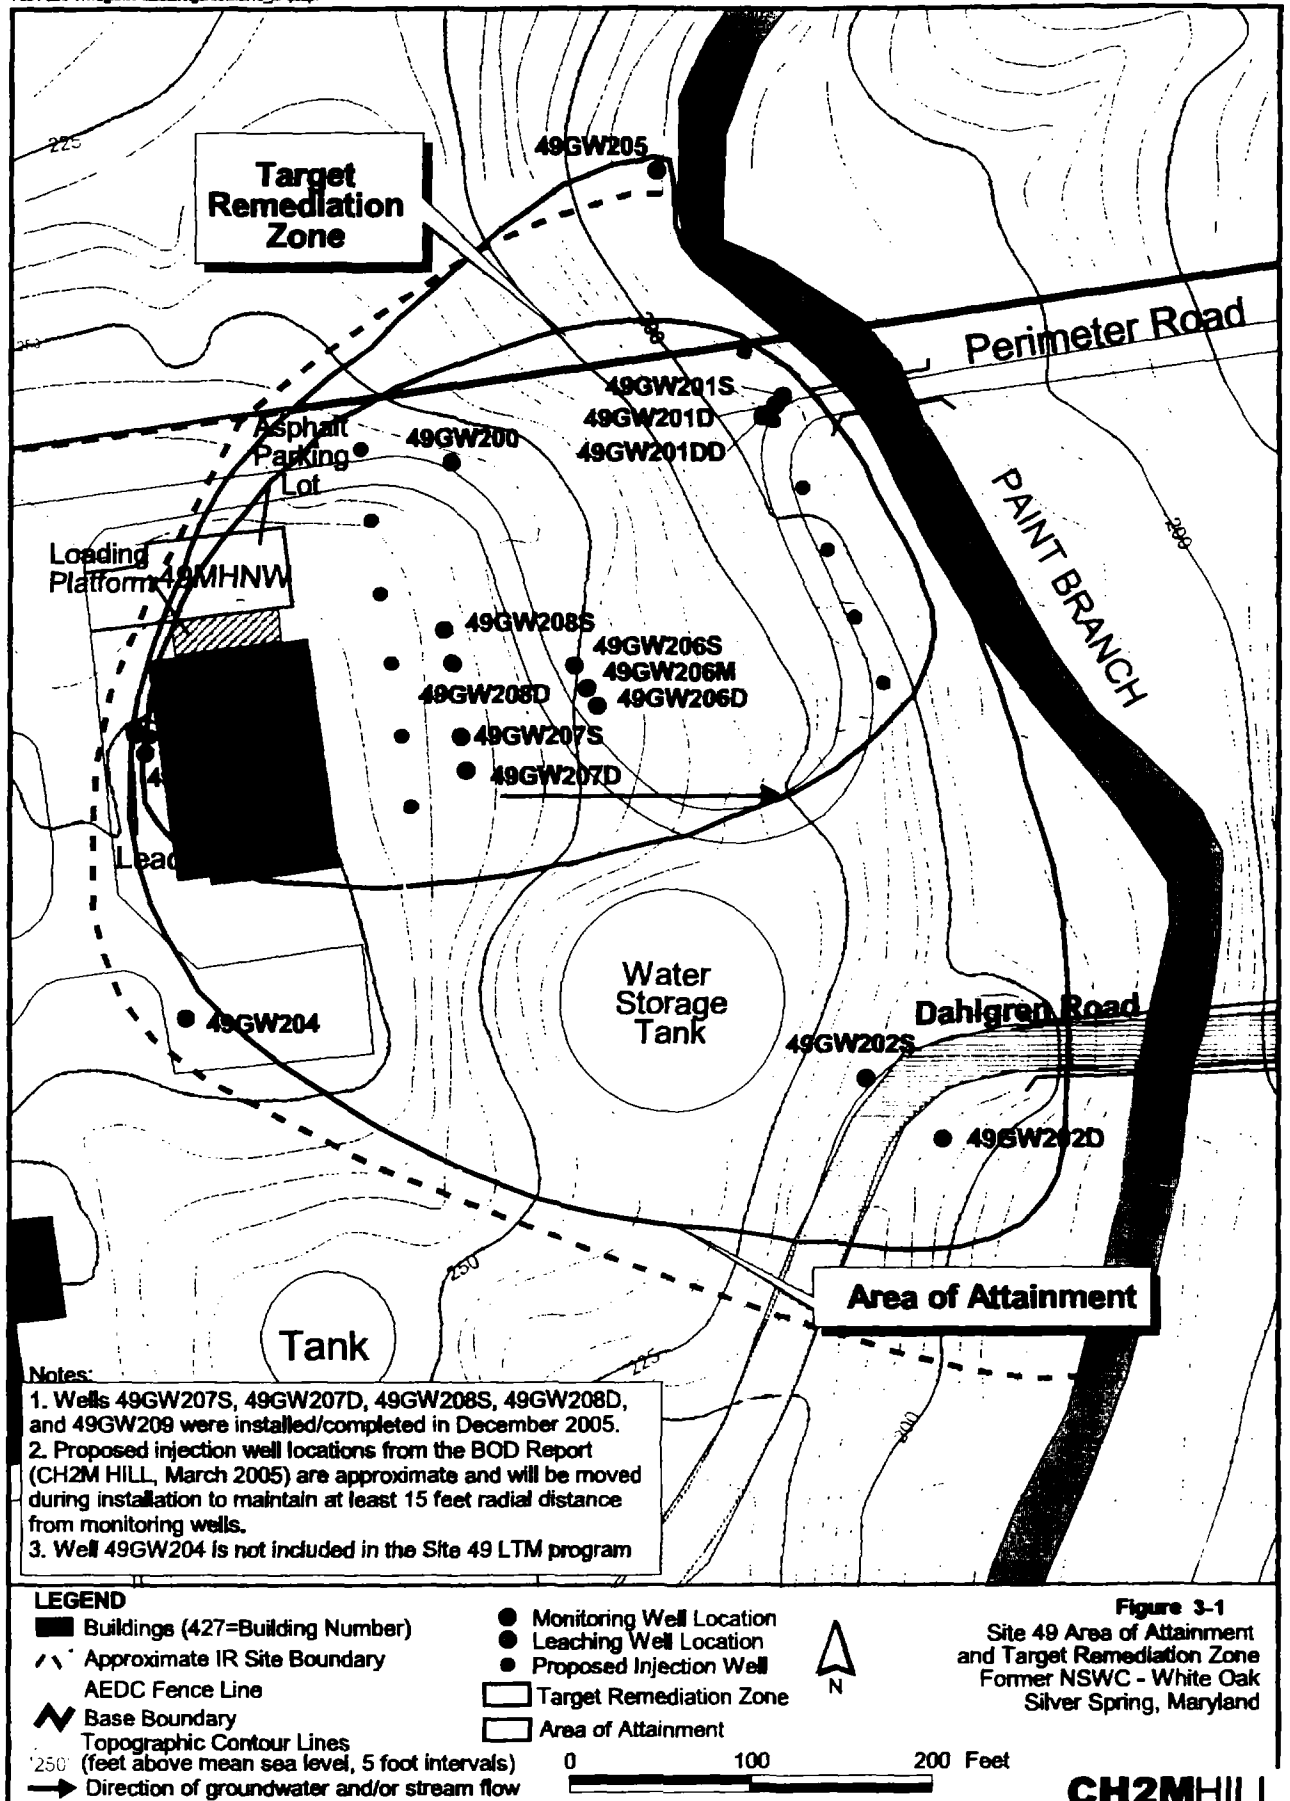 225
49GW205
Target
Remediation
Zone
Perimeter Road
49GW201S
49GW201D
49GW201DD
Asphalt
Parking
Lot
49GW200
PAINT BRANCH
200
Loading
Platform
49MHNW
49GW208S
49GW206S
49GW206M
49GW206D
49GW208D
49GW207S
49GW207D
Water
Storage
Tank
Dahlgren Road
49GW204
49GW202S
49GW202D
250
Area of Attainment
Tank
225
200
Notes:
1. Wells 49GW207S, 49GW207D, 49GW208S, 49GW208D,
and 49GW209 were installed/completed in December 2005.
2. Proposed injection well locations from the BOD Report
(CH2M HILL, March 2005) are approximate and will be moved
during installation to maintain at least 15 feet radial distance
from monitoring wells.
3. Well 49GW204 is not included in the Site 49 LTM program
LEGEND
Buildings (427=Building Number)
Approximate IR Site Boundary
AEDC Fence Line
Base Boundary
Topographic Contour Lines
'250' (feet above mean sea level, 5 foot intervals)
Direction of groundwater and/or stream flow
Monitoring Well Location
Leaching Well Location
Proposed Injection Well
Target Remediation Zone
Area of Attainment
0 100 200 Feet
N
Figure 3-1
Site 49 Area of Attainment
and Target Remediation Zone
Former NSWC - White Oak
Silver Spring, Maryland
CH2MHILL